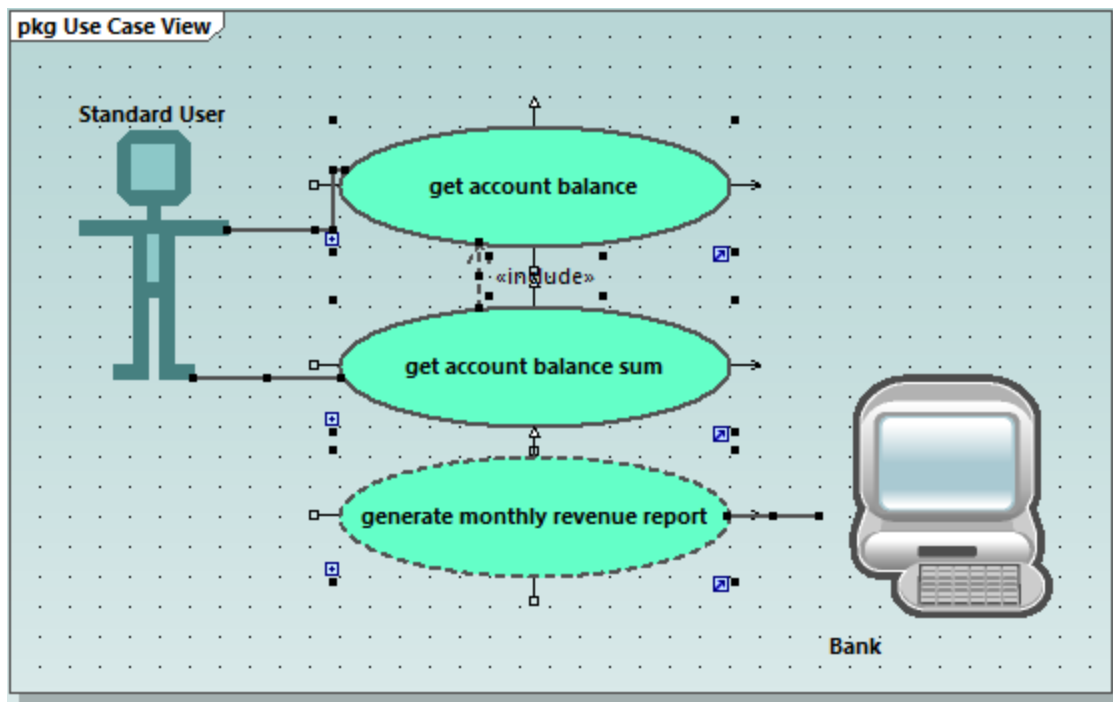 pkg Use Case View
Standard User
get account balance
«include»
get account balance sum
generate monthly revenue report
Bank